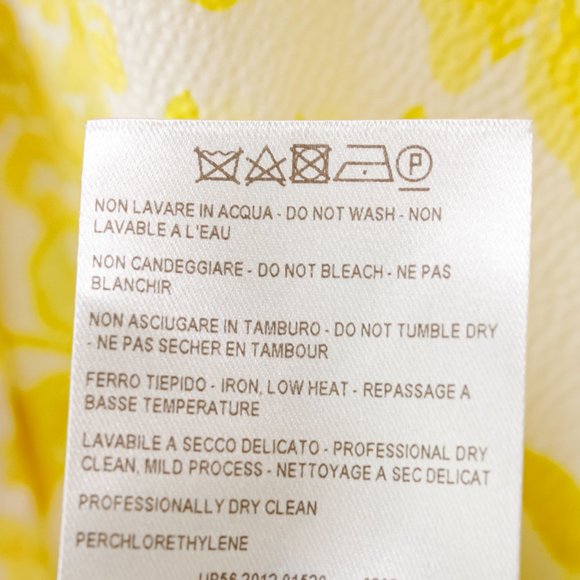 P
NON LAVARE IN ACQUA - DO NOT WASH - NON
LAVABLE A L'EAU
NON CANDEGGIARE - DO NOT BLEACH - NE PAS
BLANCHIR
NON ASCIUGARE IN TAMBURO - DO NOT TUMBLE DRY
- NE PAS SECHER EN TAMBOUR
FERRO TIEPIDO - IRON, LOW HEAT - REPASSAGE A
BASSE TEMPERATURE
LAVABILE A SECCO DELICATO - PROFESSIONAL DRY
CLEAN, MILD PROCESS - NETTOYAGE A SEC DELICAT
PROFESSIONALLY DRY CLEAN
PERCHLORETHYLENE